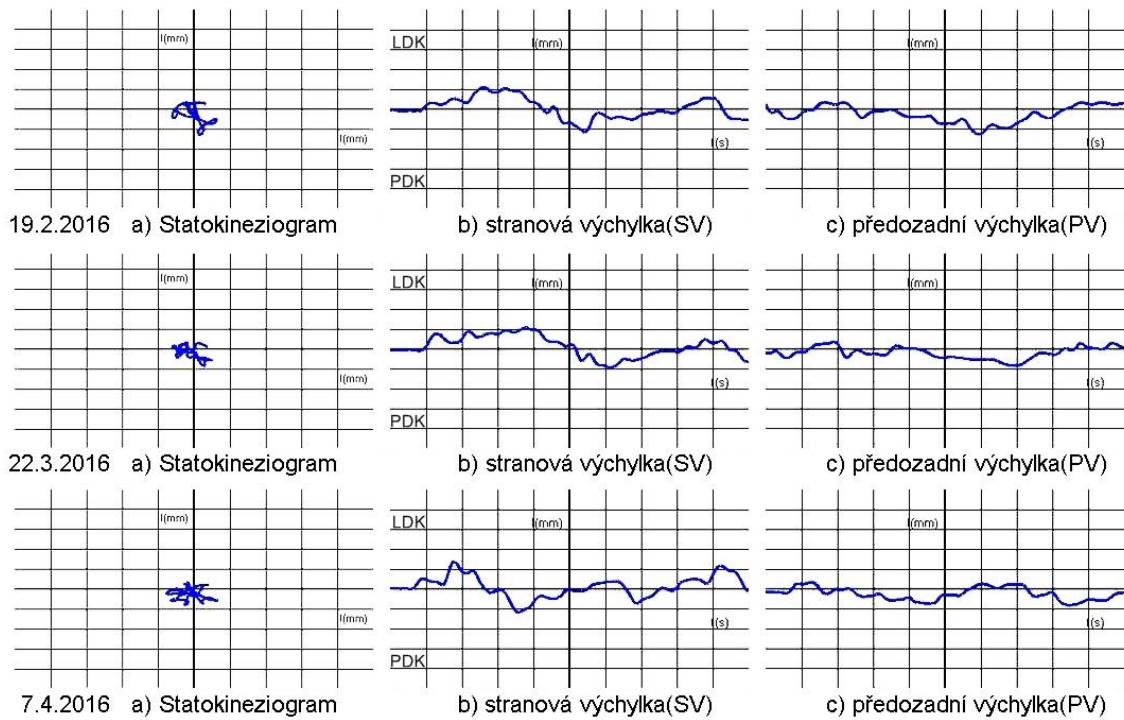 l(mm)
l(mm)
19.2.2016 a) Statokineziogram
LDK
l(mm)
l(s)
PDK
b) stranová výchylka(SV)
l(mm)
l(s)
c) předozadní výchylka(PV)
l(mm)
l(mm)
22.3.2016 a) Statokineziogram
LDK
l(mm)
l(s)
PDK
b) stranová výchylka(SV)
l(mm)
l(s)
c) předozadní výchylka(PV)
l(mm)
l(mm)
7.4.2016 a) Statokineziogram
LDK
l(mm)
l(s)
PDK
b) stranová výchylka(SV)
l(mm)
l(s)
c) předozadní výchylka(PV)